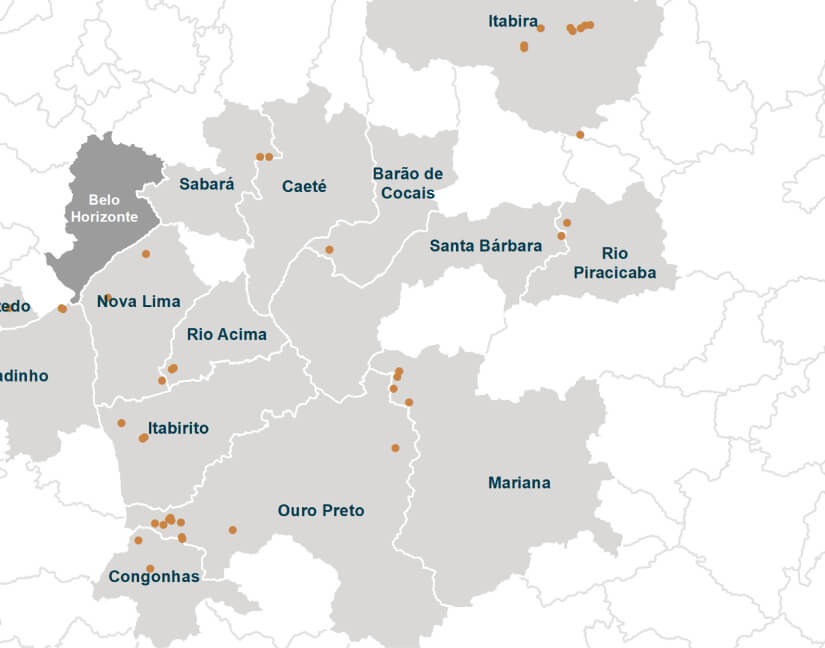 Itabira
Sabará
Caeté
Barão de
Cocais
Belo
Horizonte
Santa Bárbara
Rio
Piracicaba
Nova Lima
edo
Rio Acima
adinho
Itabirito
Mariana
Ouro Preto
Congonhas